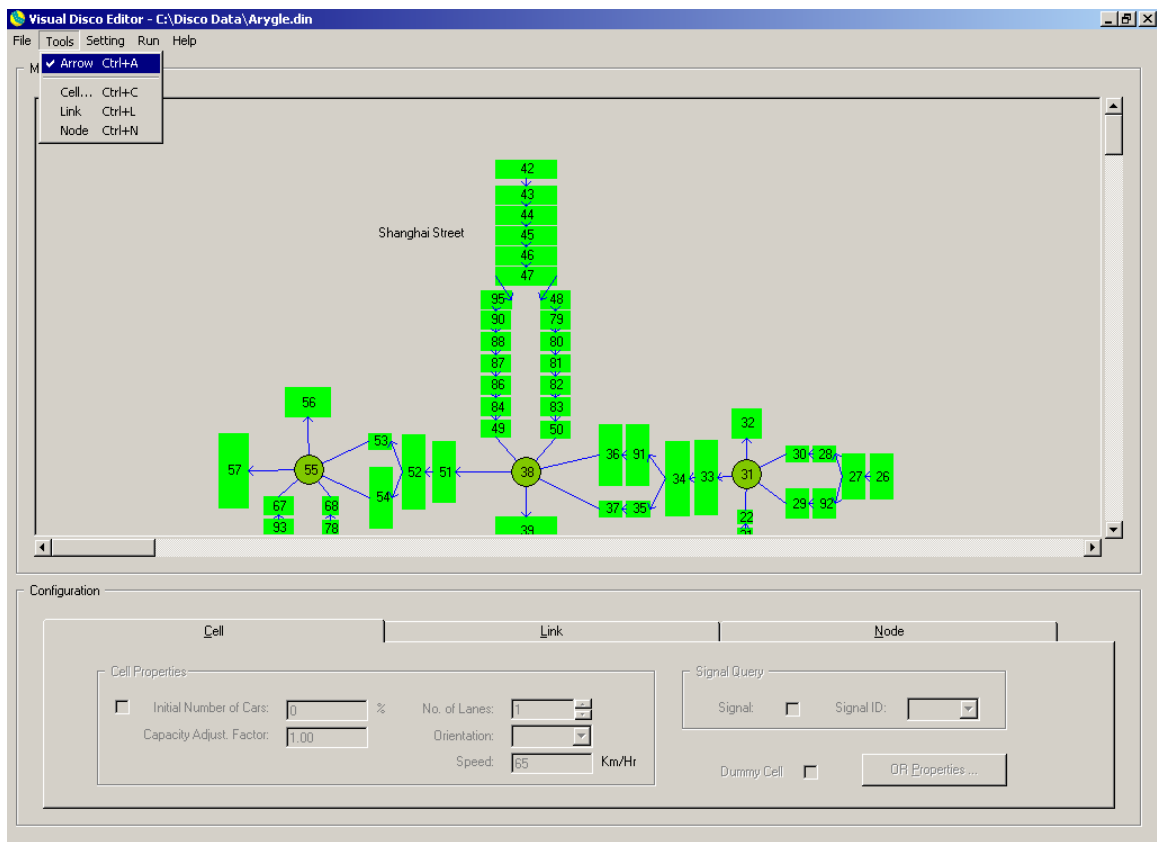 Visual Disco Editor - C:\Disco Data\Arygle.din
File Tools Setting Run Help
M
Arrow Ctrl+A
Cell... Ctrl+C
Link Ctrl+L
Node Ctrl+N
42
43
44
Shanghai Street
45
46
47
95 48
90 79
88 80
87 81
86 82
56 84 83
32
49 50
53
36 91
30 28
57 55 52 51 38 34 33 31 27 26
54
67 68
37 35
29 92
22
93 78
39
21
Configuration
Cell Link Node
Cell Properties
Signal Query
Initial Number of Cars: 0 % No. of Lanes: 1
Signal: Signal ID:
Capacity Adjust. Factor: 1.00 Orientation:
Speed: 65 Km/Hr
Dummy Cell OR Properties ...